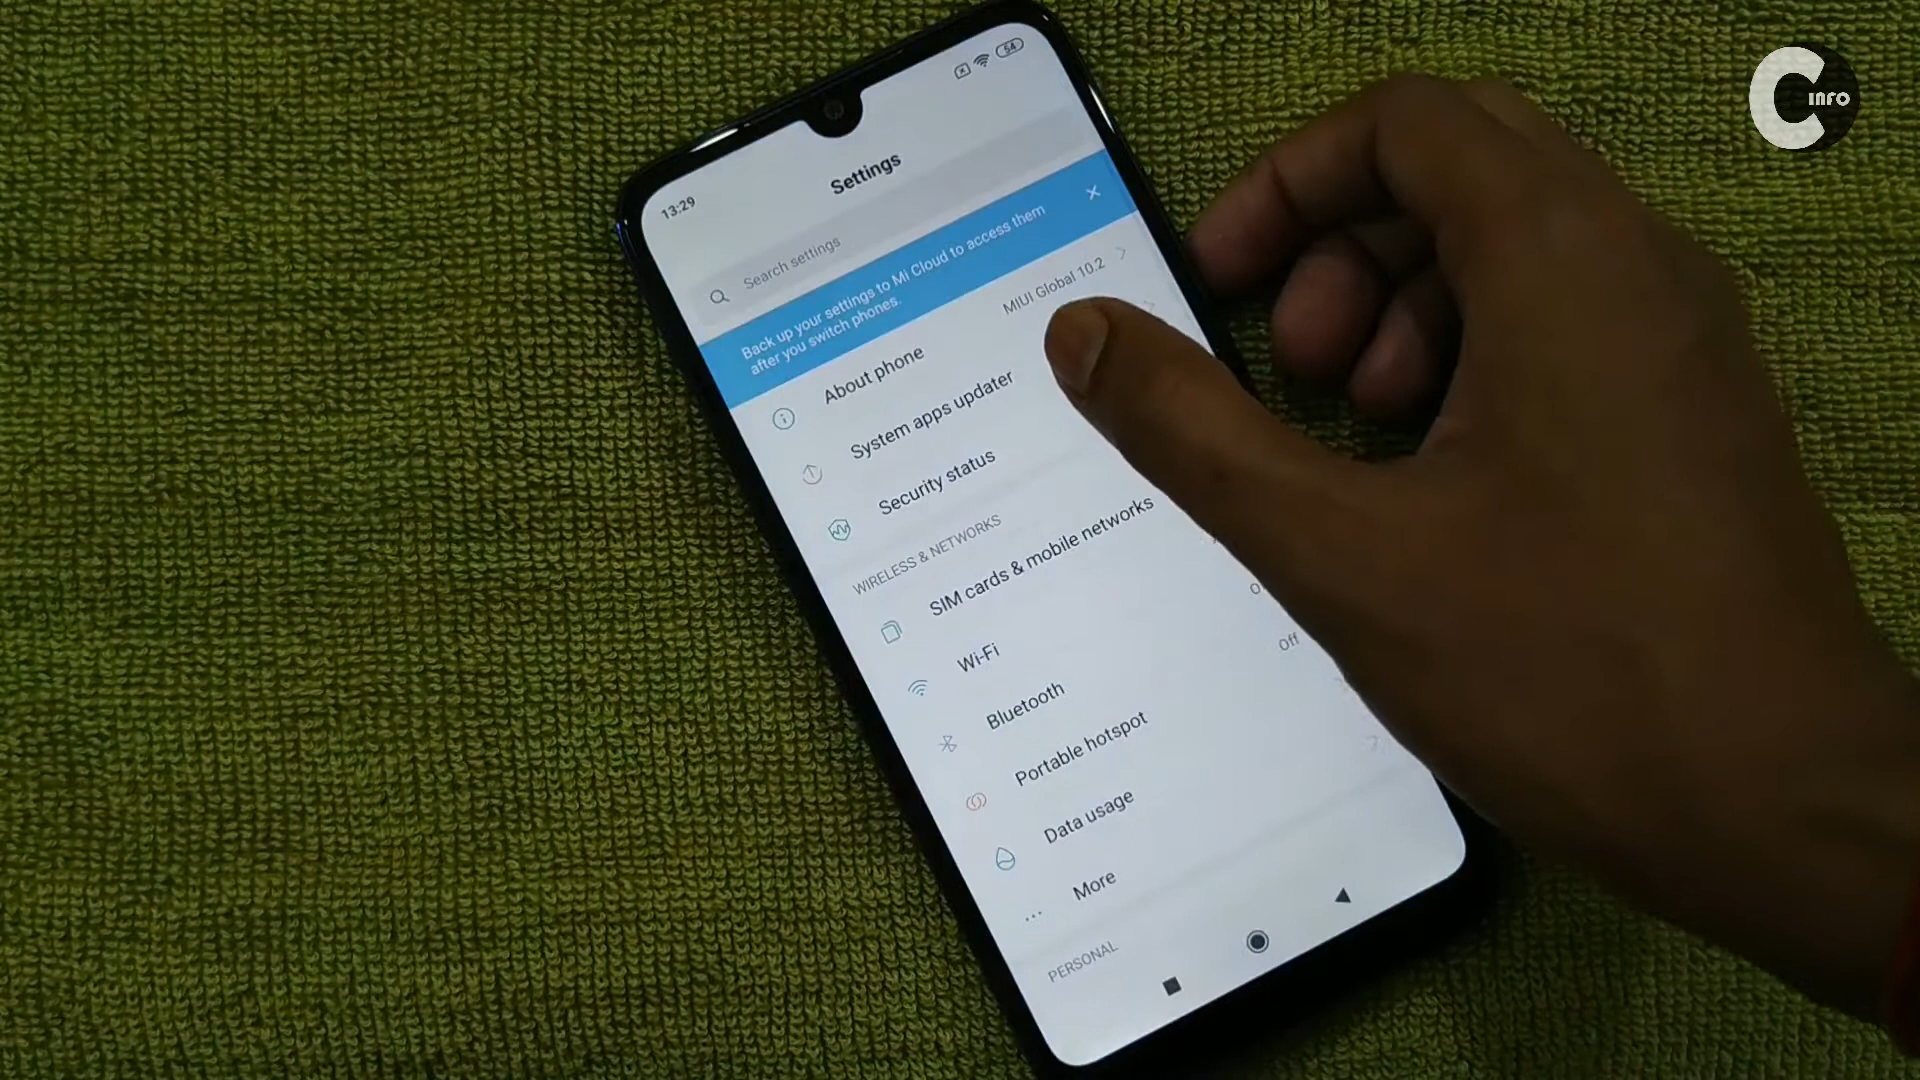 C INFO
54
13:29
Settings
Search settings
Back up your settings to Mi Cloud to access them
after you switch phones.
About phone
MIUI Global 10.2
System apps updater
Security status
WIRELESS & NETWORKS
SIM cards & mobile networks
Wi-Fi
Bluetooth
Off
Portable hotspot
Data usage
More
PERSONAL